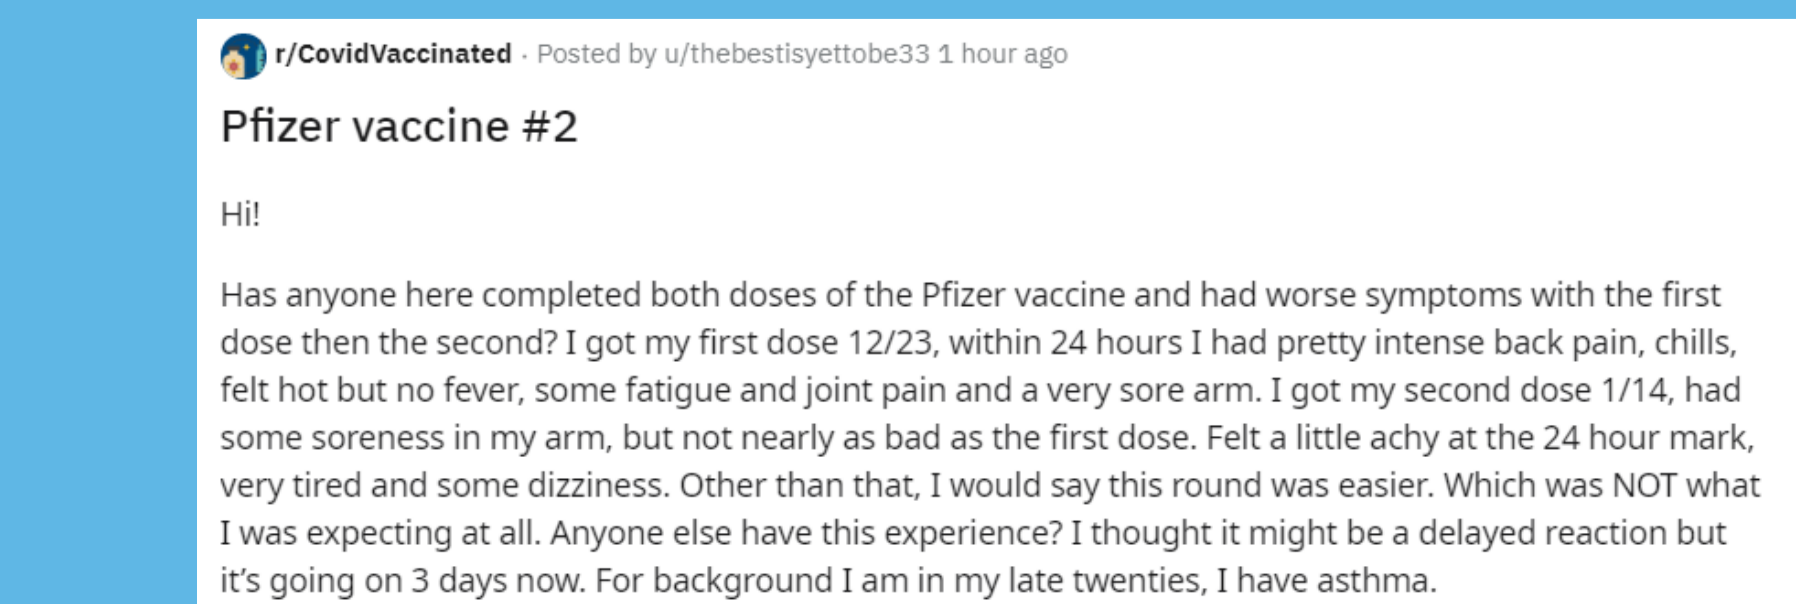 r/CovidVaccinated · Posted by u/thebestisyettobe33 1 hour ago
Pfizer vaccine #2
Hi!
Has anyone here completed both doses of the Pfizer vaccine and had worse symptoms with the first
dose then the second? I got my first dose 12/23, within 24 hours I had pretty intense back pain, chills,
felt hot but no fever, some fatigue and joint pain and a very sore arm. I got my second dose 1/14, had
some soreness in my arm, but not nearly as bad as the first dose. Felt a little achy at the 24 hour mark,
very tired and some dizziness. Other than that, I would say this round was easier. Which was NOT what
I was expecting at all. Anyone else have this experience? I thought it might be a delayed reaction but
it’s going on 3 days now. For background I am in my late twenties, I have asthma.